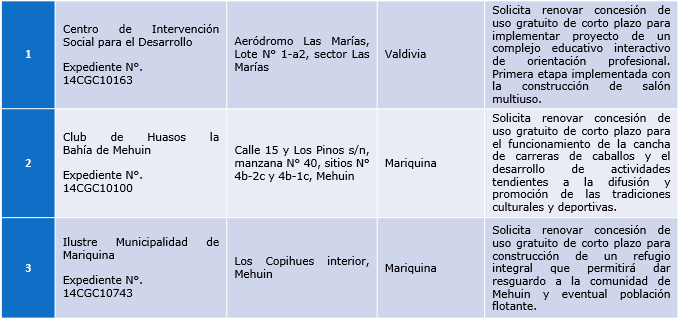 1
Centro de Intervención
Social para el Desarrollo
Expediente N°.
14CGC10163
Aeródromo Las Marías,
Lote N° 1-a2, sector Las
Marías
Valdivia
Solicita renovar concesión de
uso gratuito de corto plazo para
implementar proyecto de un
complejo educativo interactivo
de orientación profesional.
Primera etapa implementada con
la construcción de salón
multiuso.
2
Club de Huasos la
Bahía de Mehuin
Expediente N°.
14CGC10100
Calle 15 y Los Pinos s/n,
manzana N° 40, sitios N°
4b-2c y 4b-1c, Mehuin
Mariquina
Solicita renovar concesión de
uso gratuito de corto plazo para
el funcionamiento de la cancha
de carreras de caballos y el
desarrollo de actividades
tendientes a la difusión y
promoción de las tradiciones
culturales y deportivas.
3
Ilustre Municipalidad de
Mariquina
Expediente N°.
14CGC10743
Los Copihues interior,
Mehuin
Mariquina
Solicita renovar concesión de
uso gratuito de corto plazo para
construcción de un refugio
integral que permitirá dar
resguardo a la comunidad de
Mehuin y eventual población
flotante.